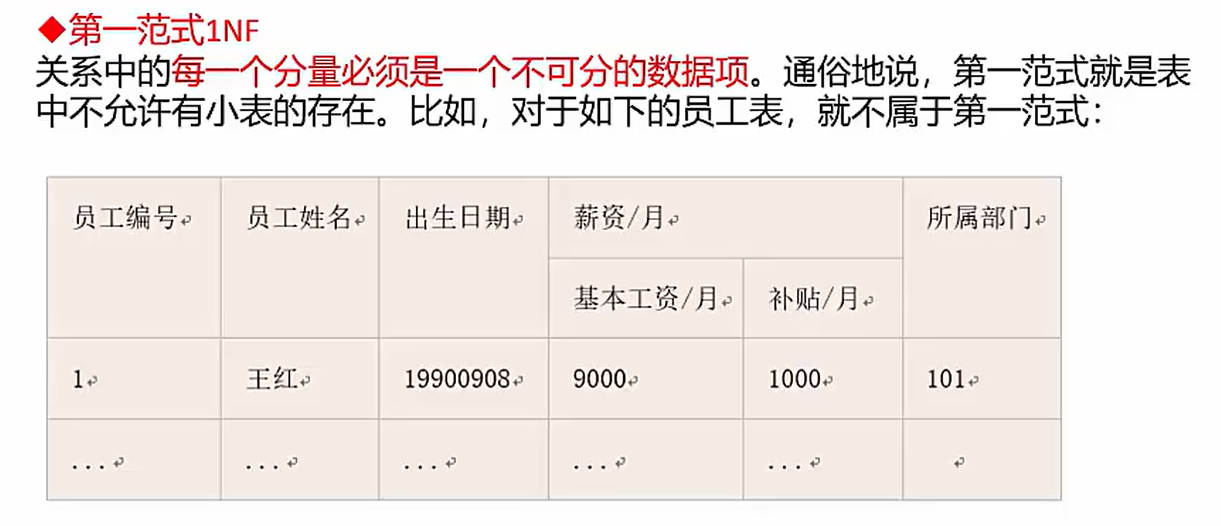 ◆第一范式1NF
关系中的每一个分量必须是一个不可分的数据项。通俗地说，第一范式就是表
中不允许有小表的存在。比如，对于如下的员工表，就不属于第一范式：
员工编号 员工姓名 出生日期 薪资/月 所属部门
基本工资/月 补贴/月
1 王红 19900908 9000 1000 101
... ... ... ... ...